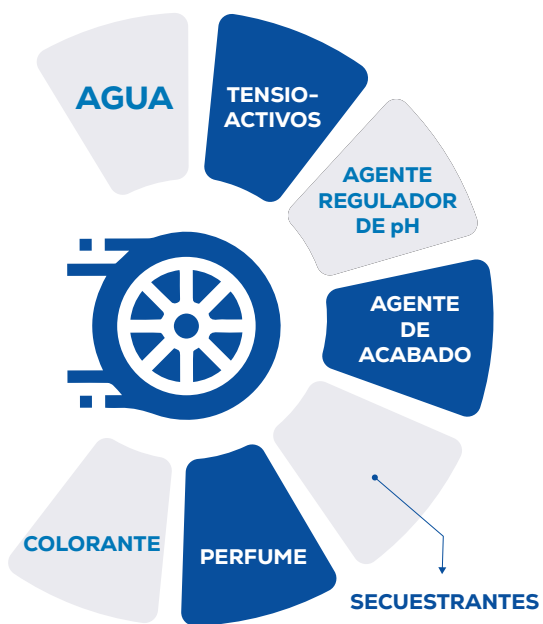 AGUA
TENSIO-
ACTIVOS
AGENTE
REGULADOR
DE pH
AGENTE
DE
ACABADO
SECUESTRANTES
PERFUME
COLORANTE